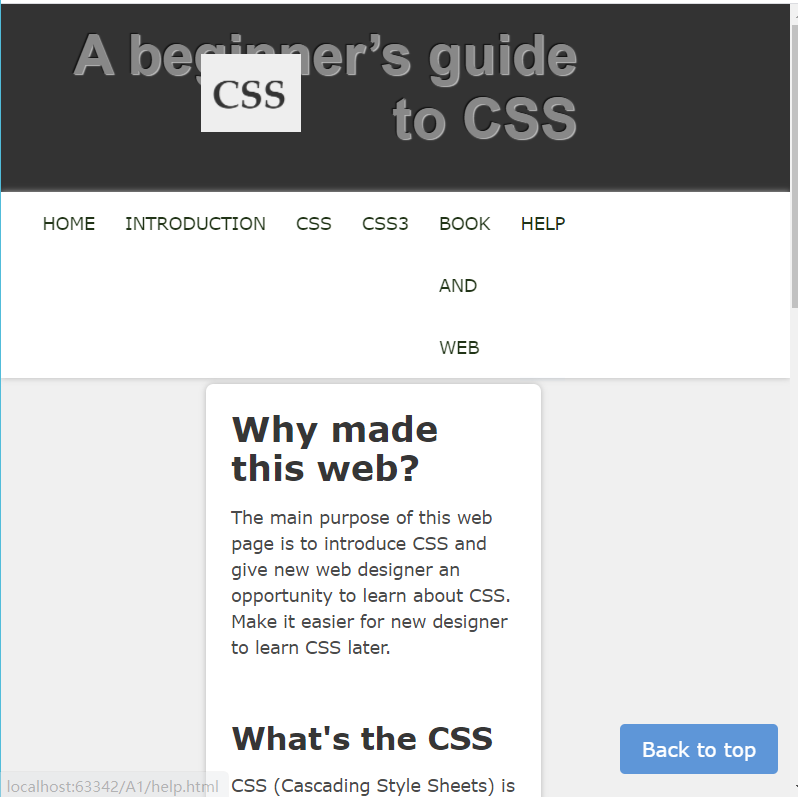 A beginner’s guide
to CSS
CSS
HOME INTRODUCTION CSS CSS3 BOOK HELP
AND
WEB
Why made
this web?
The main purpose of this web
page is to introduce CSS and
give new web designer an
opportunity to learn about CSS.
Make it easier for new designer
to learn CSS later.
What's the CSS
Back to top
CSS (Cascading Style Sheets) is
localhost:63342/A1/help.html